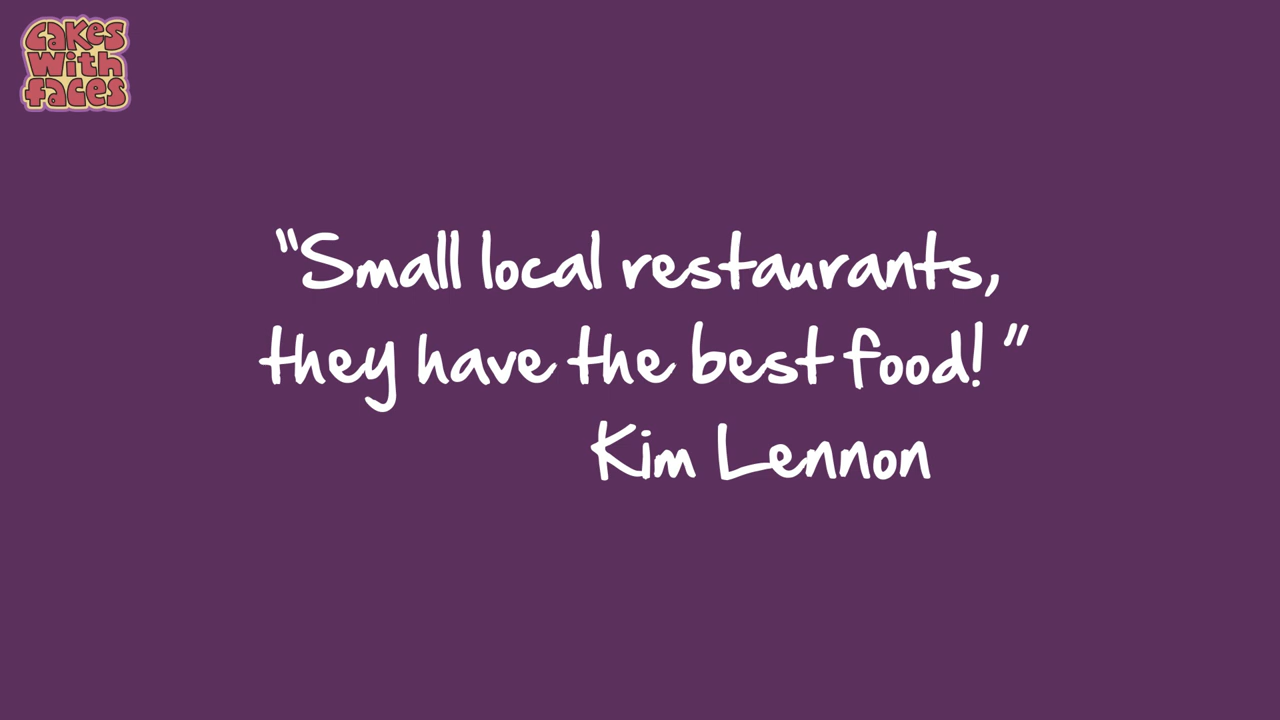 Cakes
With
faces
“Small local restaurants,
they have the best food! ”
Kim Lennon